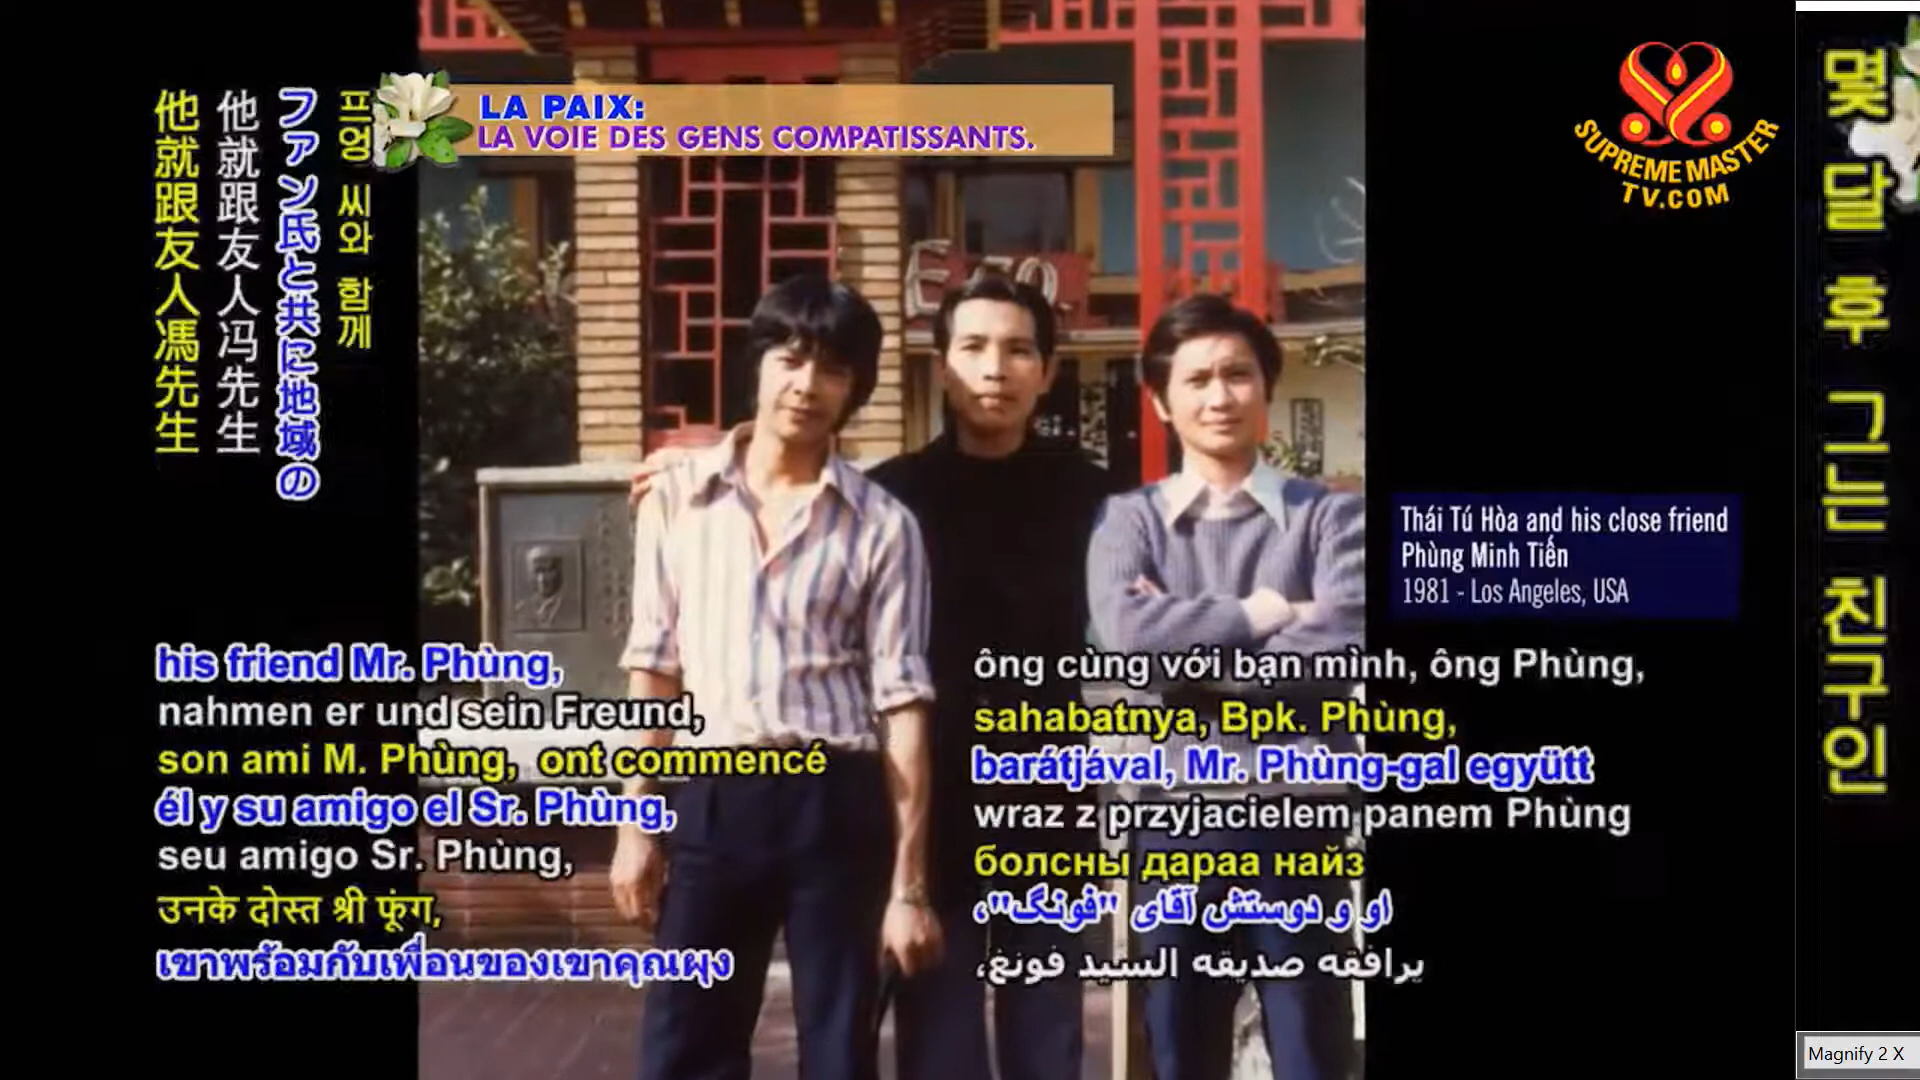 他就跟友人馮先生
他就跟友人冯先生
ファン氏と共に地域の
프엉 씨와 함께
LA PAIX:
LA VOIE DES GENS COMPATISSANTS.
SUPREME MASTER
TV.COM
몇 달 후 그는 친구인
E CO.
Thái Tú Hòa and his close friend
Phùng Minh Tiến
1981 - Los Angeles, USA
his friend Mr. Phùng,
nahmen er und sein Freund,
son ami M. Phùng, ont commencé
él y su amigo el Sr. Phùng,
seu amigo Sr. Phùng,
उनके दोस्त श्री फूंग,
เขาพร้อมกับเพื่อนของเขาคุณผุง
ông cùng với bạn mình, ông Phùng,
sahabatnya, Bpk. Phùng,
barátjával, Mr. Phùng-gal együtt
wraz z przyjacielem panem Phùng
болсны дараа найз
او و دوستش آقای "فونگ"،
يرافقه صديقه السيد فونغ،
Magnify 2 X